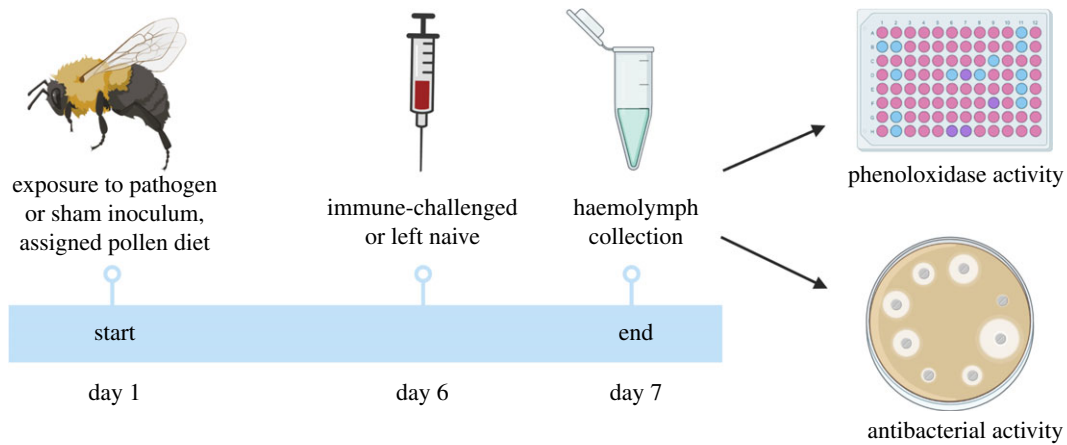 exposure to pathogen
or sham inoculum,
assigned pollen diet
immune-challenged
or left naive
haemolymph
collection
phenoloxidase activity
antibacterial activity
start
end
day 1
day 6
day 7